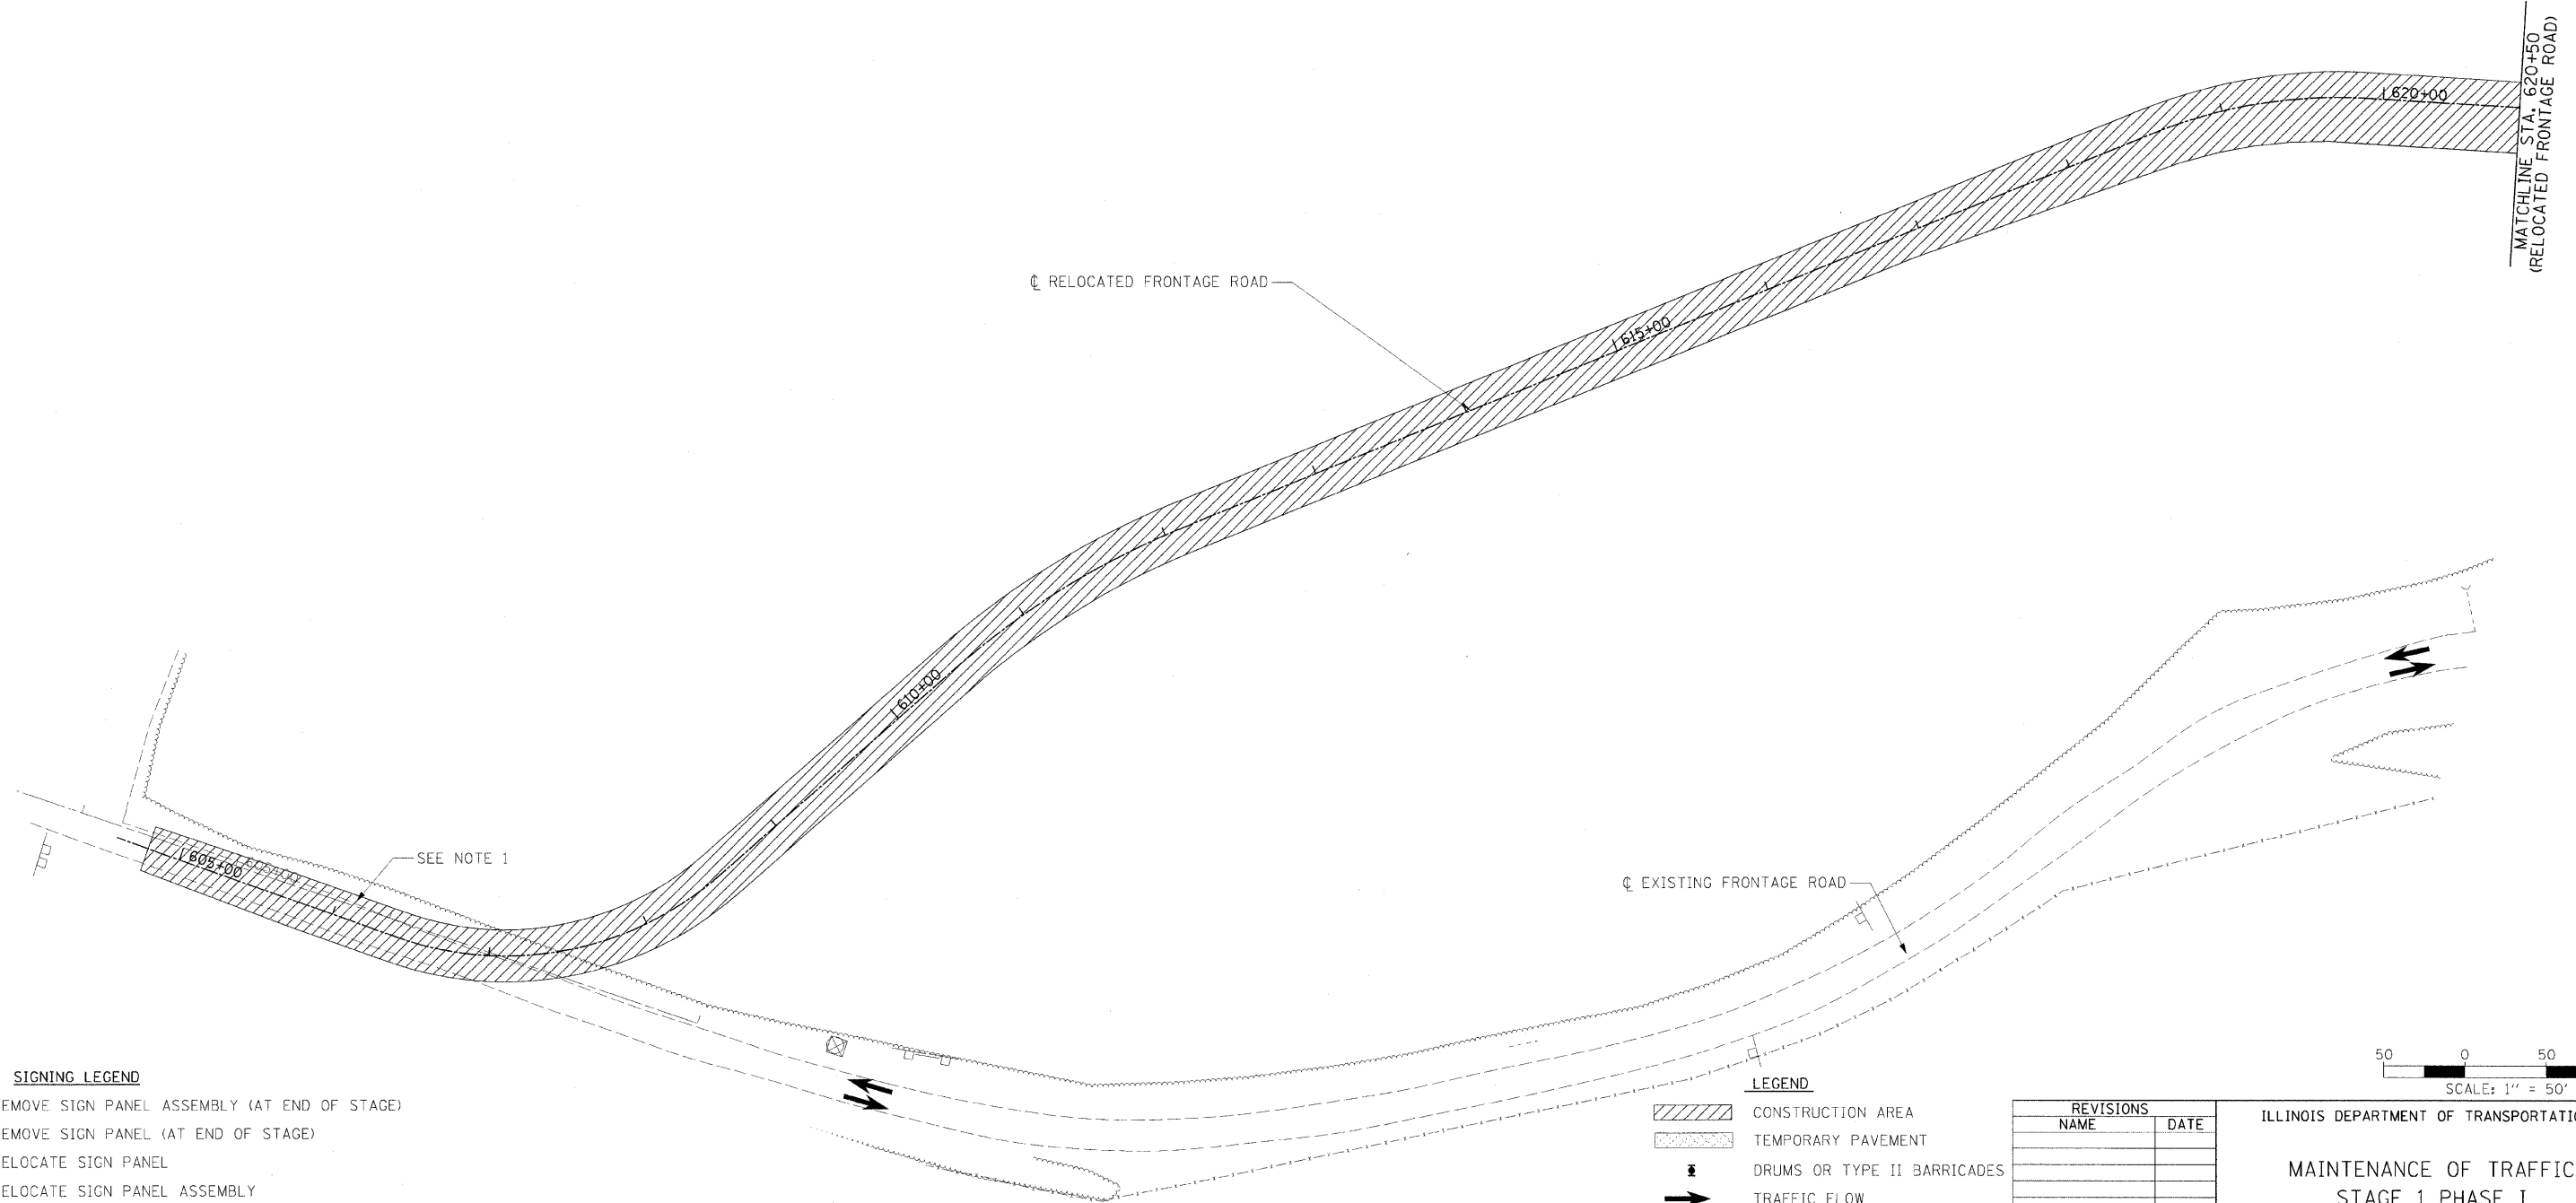 MATCHLINE STA. 620+50
(RELOCATED FRONTAGE ROAD)
620+00
℄ RELOCATED FRONTAGE ROAD
615+00
610+00
605+00
SEE NOTE 1
℄ EXISTING FRONTAGE ROAD
SIGNING LEGEND
EMOVE SIGN PANEL ASSEMBLY (AT END OF STAGE)
EMOVE SIGN PANEL (AT END OF STAGE)
ELOCATE SIGN PANEL
ELOCATE SIGN PANEL ASSEMBLY
LEGEND
CONSTRUCTION AREA
TEMPORARY PAVEMENT
DRUMS OR TYPE II BARRICADES
TRAFFIC FLOW
50 0 50
SCALE: 1" = 50'
REVISIONS
NAME DATE
ILLINOIS DEPARTMENT OF TRANSPORTATI
MAINTENANCE OF TRAFFIC
STAGE 1 PHASE I